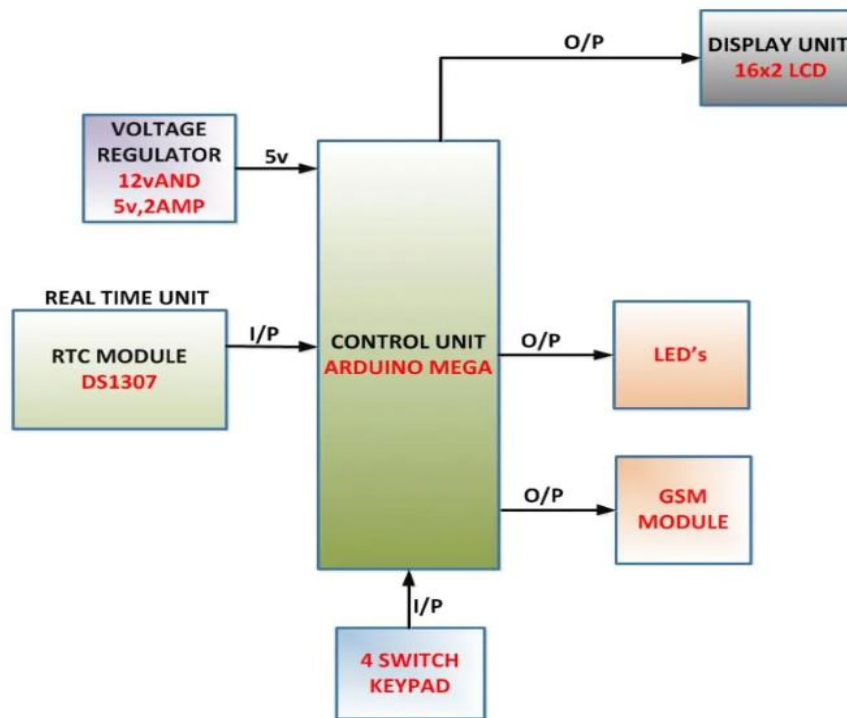 O/P
DISPLAY UNIT
16x2 LCD
VOLTAGE
REGULATOR
12vAND
5v,2AMP
5v
REAL TIME UNIT
RTC MODULE
DS1307
I/P
CONTROL UNIT
ARDUINO MEGA
O/P
LED's
O/P
GSM
MODULE
I/P
4 SWITCH
KEYPAD